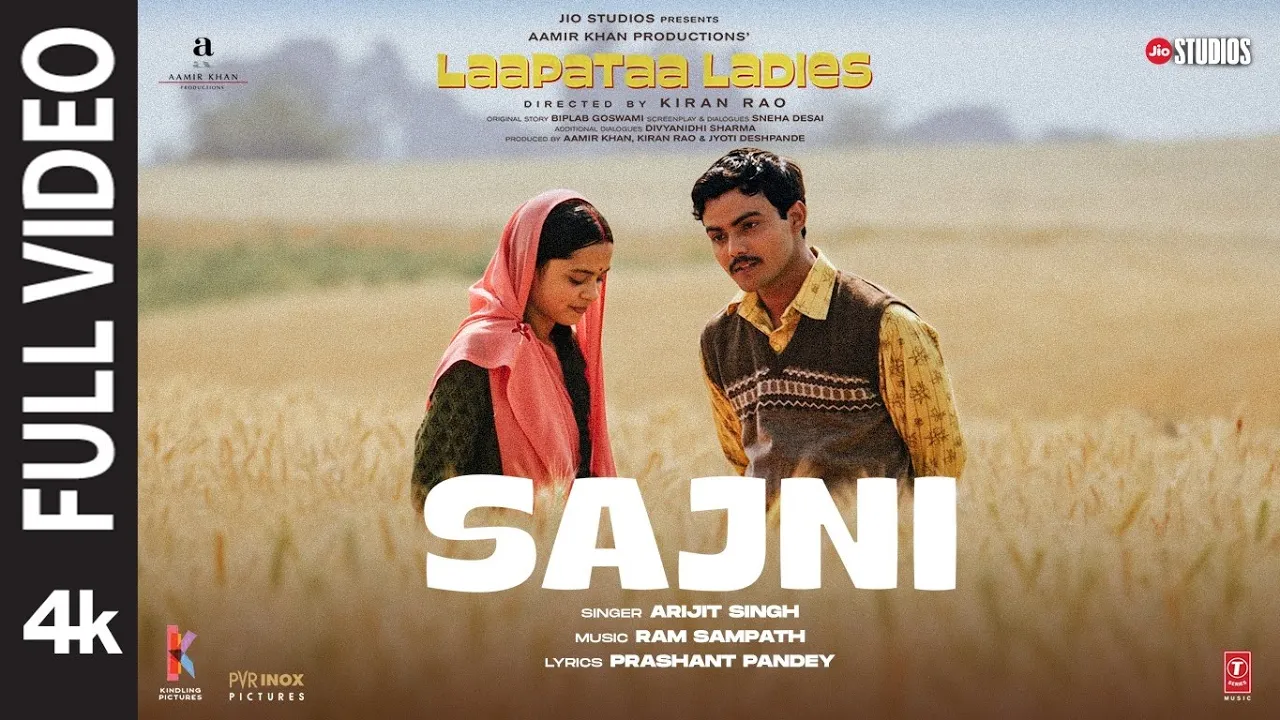 FULL VIDEO
4k
a
AAMIR KHAN
PRODUCTIONS
JIO STUDIOS PRESENTS
AAMIR KHAN PRODUCTIONS'
LAAPATAA LADIES
DIRECTED BY KIRAN RAO
ORIGINAL STORY BIPLAB GOSWAMI SCREENPLAY & DIALOGUES SNEHA DESAI
ADDITIONAL DIALOGUES DIVYANIDHI SHARMA
PRODUCED BY AAMIR KHAN, KIRAN RAO & JYOTI DESHPANDE
Jio STUDIOS
SAJNI
SINGER ARIJIT SINGH
MUSIC RAM SAMPATH
LYRICS PRASHANT PANDEY
K
KINDLING
PICTURES
PVR INOX
PICTURES
T
SERIES
MUSIC